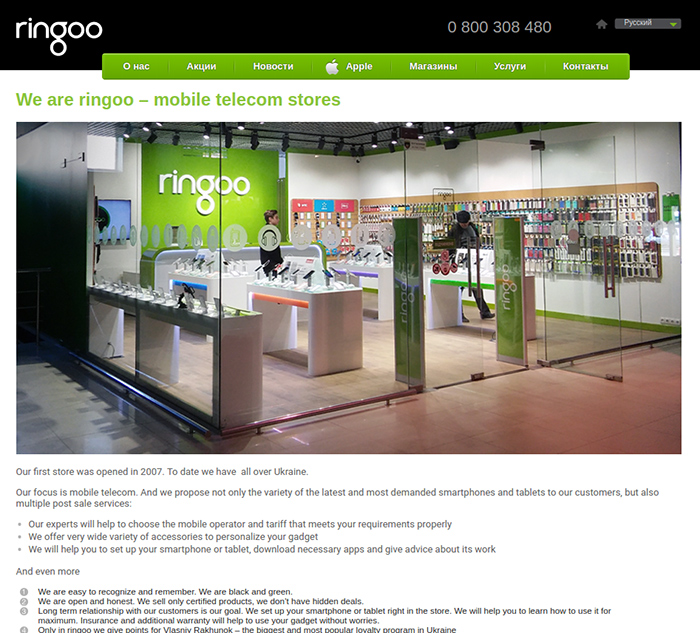 ringoo
0 800 308 480
Русский
О нас
Акции
Новости
Apple
Магазины
Услуги
Контакты
We are ringoo – mobile telecom stores
ringoo
ringoo
ringoo
Our first store was opened in 2007. To date we have  all over Ukraine.
Our focus is mobile telecom. And we propose not only the variety of the latest and most demanded smartphones and tablets to our customers, but also
multiple post sale services:
Our experts will help to choose the mobile operator and tariff that meets your requirements properly
We offer very wide variety of accessories to personalize your gadget
We will help you to set up your smartphone or tablet, download necessary apps and give advice about its work
And even more
1 We are easy to recognize and remember. We are black and green.
2 We are open and honest. We sell only certified products, we don't have hidden deals.
3 Long term relationship with our customers is our goal. We set up your smartphone or tablet right in the store. We will help you to learn how to use it for
maximum. Insurance and additional warranty will help to use your gadget without worries.
4 Only in ringoo we give points for Vlasniy Rakhunok – the biggest and most popular loyalty program in Ukraine